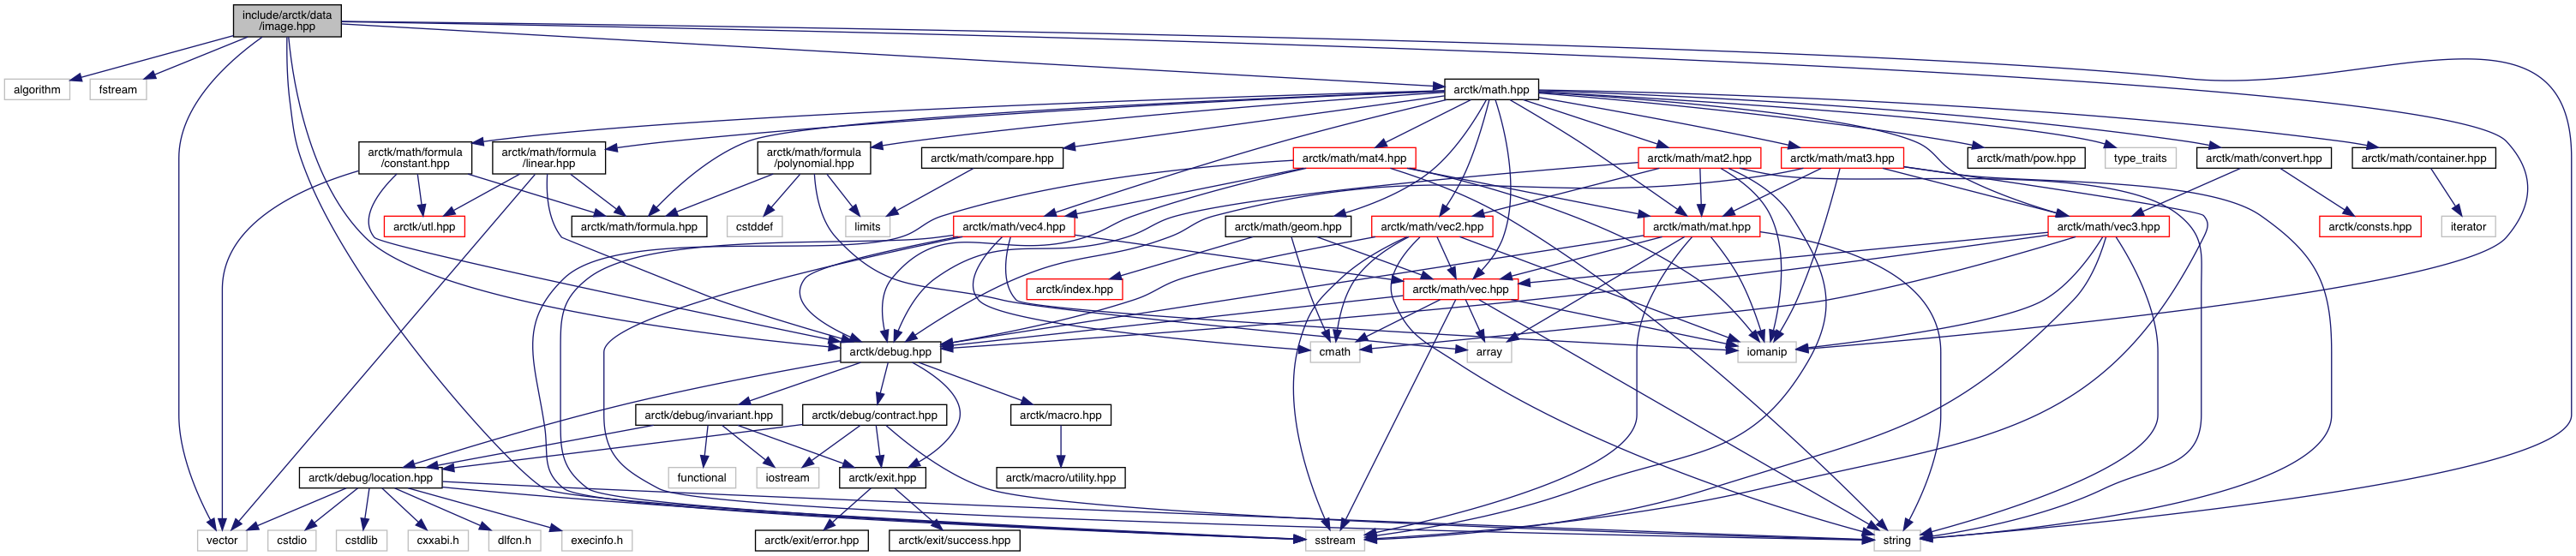 include/arctk/data
/image.hpp
algorithm
fstream
arctk/math.hpp
arctk/math/formula
/constant.hpp
arctk/math/formula
/linear.hpp
arctk/math/formula
/polynomial.hpp
arctk/math/compare.hpp
arctk/math/mat4.hpp
arctk/math/mat2.hpp
arctk/math/mat3.hpp
arctk/math/pow.hpp
type_traits
arctk/math/convert.hpp
arctk/math/container.hpp
arctk/utl.hpp
arctk/math/formula.hpp
cstddef
limits
arctk/math/vec4.hpp
arctk/math/geom.hpp
arctk/math/vec2.hpp
arctk/math/mat.hpp
arctk/math/vec3.hpp
arctk/consts.hpp
iterator
arctk/index.hpp
arctk/math/vec.hpp
arctk/debug.hpp
cmath
array
iomanip
arctk/debug/invariant.hpp
arctk/debug/contract.hpp
arctk/macro.hpp
arctk/debug/location.hpp
functional
iostream
arctk/exit.hpp
arctk/macro/utility.hpp
vector
cstdio
cstdlib
cxxabi.h
dlfcn.h
execinfo.h
arctk/exit/error.hpp
arctk/exit/success.hpp
sstream
string